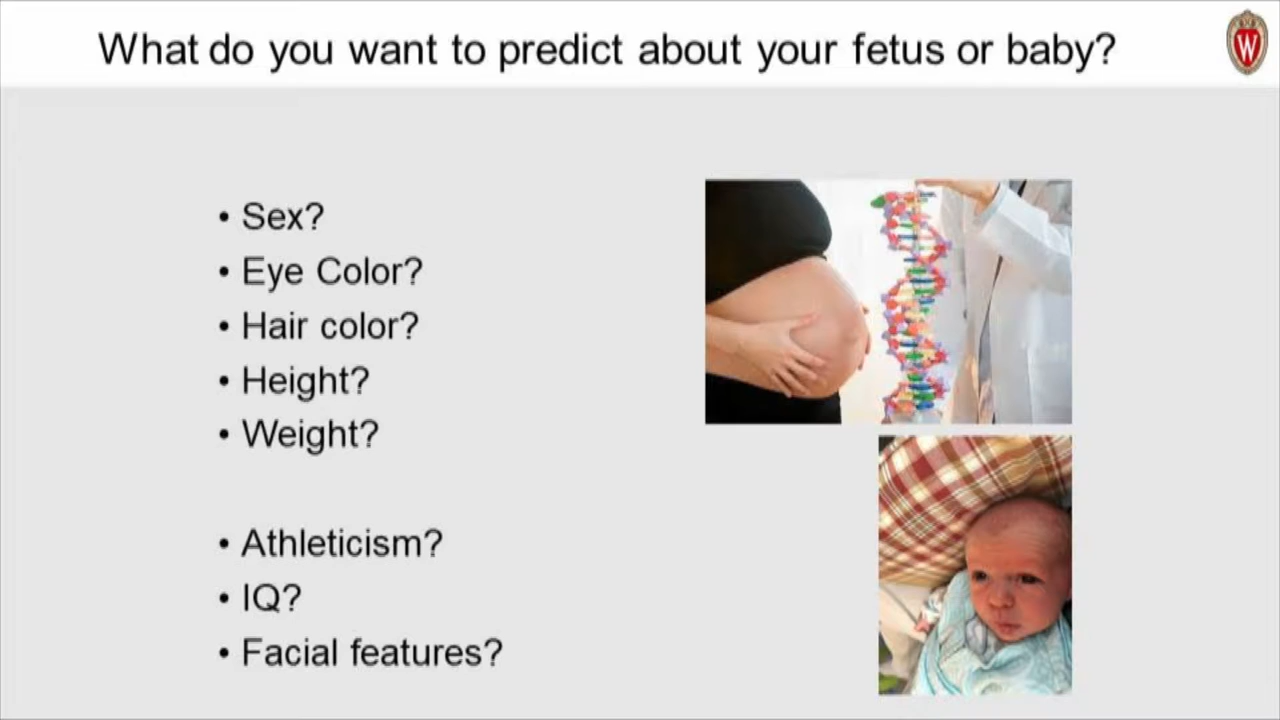 What do you want to predict about your fetus or baby?
W
• Sex?
• Eye Color?
• Hair color?
• Height?
• Weight?
• Athleticism?
• IQ?
• Facial features?